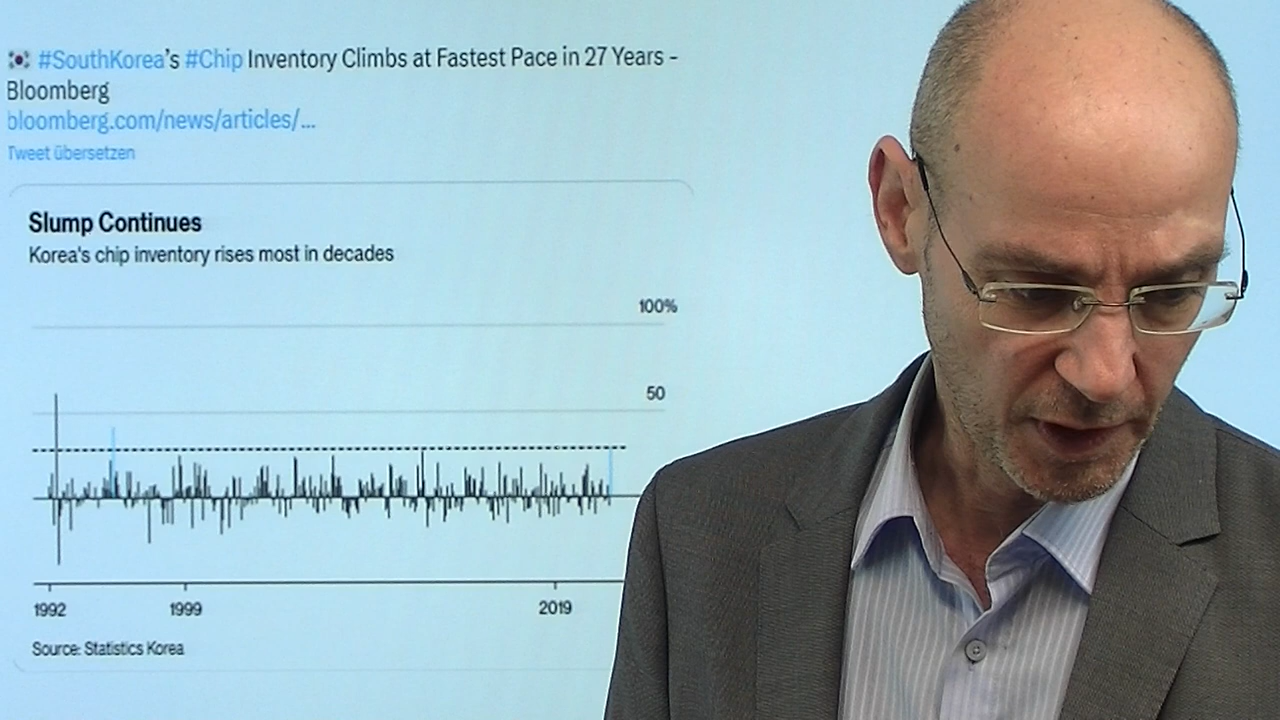 #SouthKorea's #Chip Inventory Climbs at Fastest Pace in 27 Years -
Bloomberg
bloomberg.com/news/articles/...
Tweet übersetzen
Slump Continues
Korea's chip inventory rises most in decades
100%
50
1992 1999 2019
Source: Statistics Korea